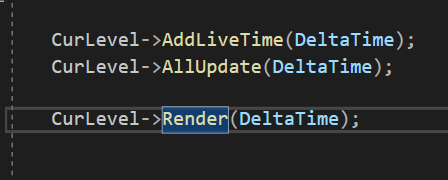 CurLevel->AddLiveTime(DeltaTime);
CurLevel->AllUpdate(DeltaTime);
CurLevel->Render(DeltaTime);